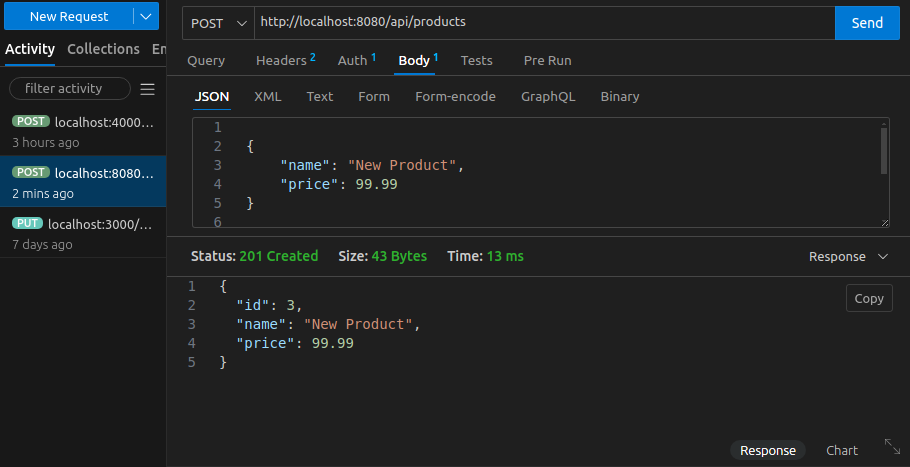 New Request
Activity Collections En
filter activity
POST localhost:4000...
3 hours ago
POST localhost:8080...
2 mins ago
PUT localhost:3000/...
7 days ago
POST http://localhost:8080/api/products Send
Query Headers 2 Auth 1 Body 1 Tests Pre Run
JSON XML Text Form Form-encode GraphQL Binary
1
2 {
3 "name": "New Product",
4 "price": 99.99
5 }
6
Status: 201 Created Size: 43 Bytes Time: 13 ms Response
1 {
2 "id": 3,
3 "name": "New Product",
4 "price": 99.99
5 }
Copy
Response Chart